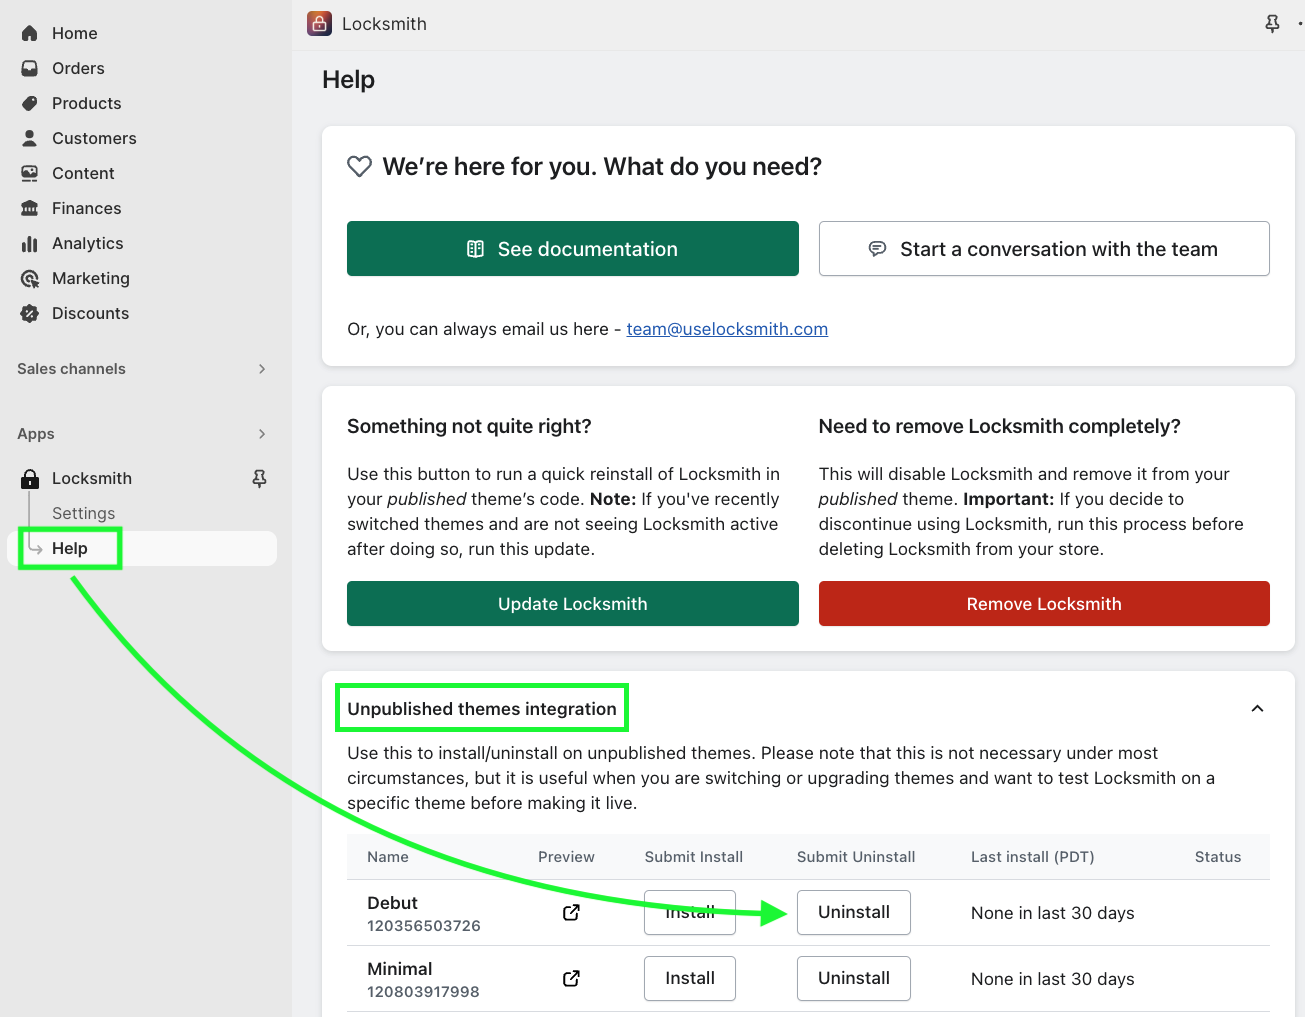 Home
Orders
Products
Customers
Content
Finances
Analytics
Marketing
Discounts
Sales channels
Apps
Locksmith
Settings
Help
Locksmith
Help
We’re here for you. What do you need?
See documentation
Start a conversation with the team
Or, you can always email us here - team@uselocksmith.com
Something not quite right?
Use this button to run a quick reinstall of Locksmith in
your published theme’s code. Note: If you've recently
switched themes and are not seeing Locksmith active
after doing so, run this update.
Update Locksmith
Need to remove Locksmith completely?
This will disable Locksmith and remove it from your
published theme. Important: If you decide to
discontinue using Locksmith, run this process before
deleting Locksmith from your store.
Remove Locksmith
Unpublished themes integration
Use this to install/uninstall on unpublished themes. Please note that this is not necessary under most
circumstances, but it is useful when you are switching or upgrading themes and want to test Locksmith on a
specific theme before making it live.
Name Preview Submit Install Submit Uninstall Last install (PDT) Status
Debut
120356503726
Install Uninstall None in last 30 days
Minimal
120803917998
Install Uninstall None in last 30 days